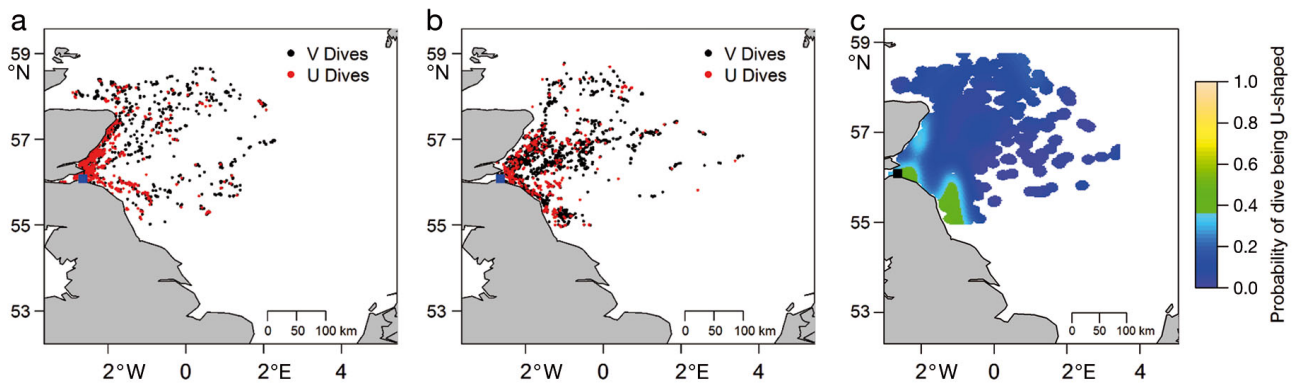 a
59
°N
57
55
53
V Dives
U Dives
0 50 100 km
2°W 0 2°E 4
b
59
°N
57
55
53
V Dives
U Dives
0 50 100 km
2°W 0 2°E 4
c
59
°N
57
55
53
0 50 100 km
2°W 0 2°E 4
1.0
0.8
0.6
0.4
0.2
0.0
Probability of dive being U-shaped